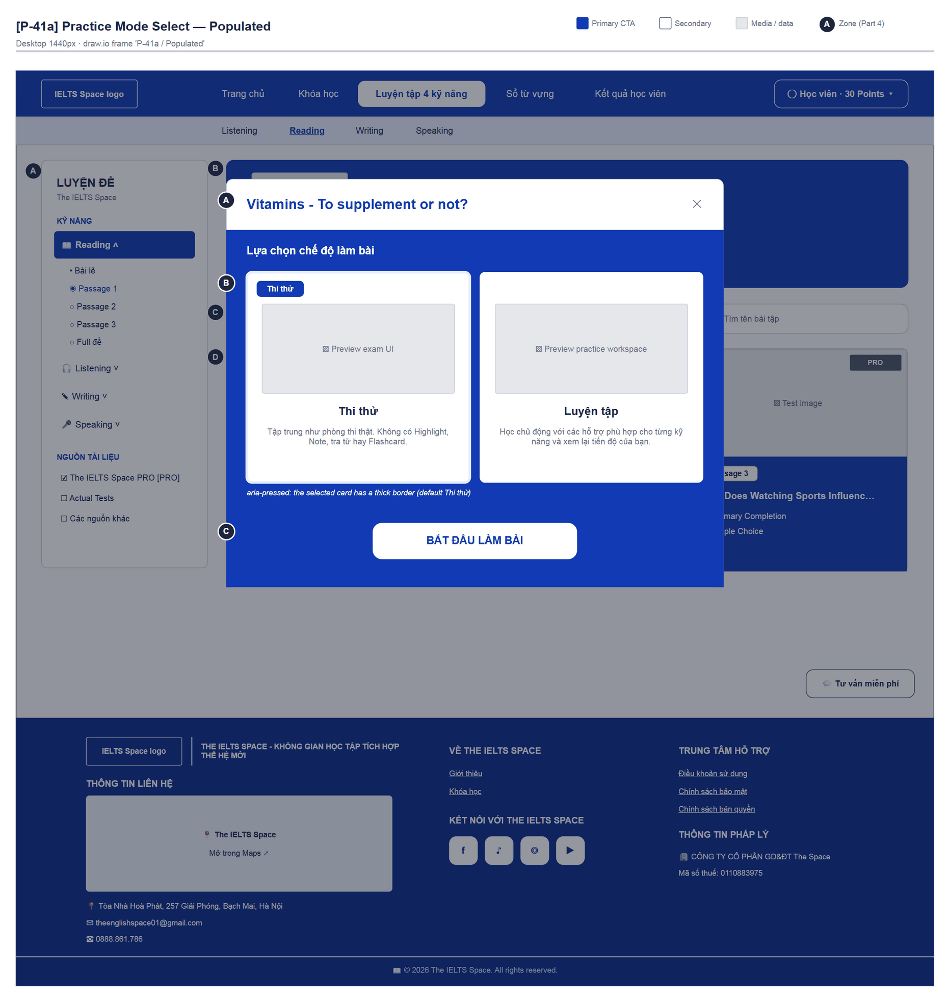 [P-41a] Practice Mode Select — Populated
Desktop 1440px · draw.io frame 'P-41a / Populated'
Primary CTA
Secondary
Media / data
A Zone (Part 4)
IELTS Space logo
Trang chủ
Khóa học
Luyện tập 4 kỹ năng
Sổ từ vựng
Kết quả học viên
Học viên · 30 Points ▾
Listening
Reading
Writing
Speaking
A
LUYỆN ĐỀ
The IELTS Space
KỸ NĂNG
Reading ˄
• Bài lẻ
◉ Passage 1
○ Passage 2
○ Passage 3
○ Full đề
Listening ˅
Writing ˅
Speaking ˅
NGUỒN TÀI LIỆU
☑ The IELTS Space PRO [PRO]
☐ Actual Tests
☐ Các nguồn khác
B
C
D
A
Vitamins - To supplement or not?
Lựa chọn chế độ làm bài
B
Thi thử
Preview exam UI
Thi thử
Tập trung như phòng thi thật. Không có Highlight,
Note, tra từ hay Flashcard.
Preview practice workspace
Luyện tập
Học chủ động với các hỗ trợ phù hợp cho từng kỹ
năng và xem lại tiến độ của bạn.
aria-pressed: the selected card has a thick border (default Thi thử)
C
BẮT ĐẦU LÀM BÀI
Tìm tên bài tập
PRO
Test image
sage 3
Does Watching Sports Influenc...
mary Completion
ple Choice
Tư vấn miễn phí
IELTS Space logo
THE IELTS SPACE - KHÔNG GIAN HỌC TẬP TÍCH HỢP
THẾ HỆ MỚI
THÔNG TIN LIÊN HỆ
The IELTS Space
Mở trong Maps ↗
Tòa Nhà Hoà Phát, 257 Giải Phóng, Bạch Mai, Hà Nội
theenglishspace01@gmail.com
0888.861.786
VỀ THE IELTS SPACE
Giới thiệu
Khóa học
KẾT NỐI VỚI THE IELTS SPACE
f
TRUNG TÂM HỖ TRỢ
Điều khoản sử dụng
Chính sách bảo mật
Chính sách bản quyền
THÔNG TIN PHÁP LÝ
CÔNG TY CỔ PHẦN GD&ĐT The Space
Mã số thuế: 0110883975
© 2026 The IELTS Space. All rights reserved.